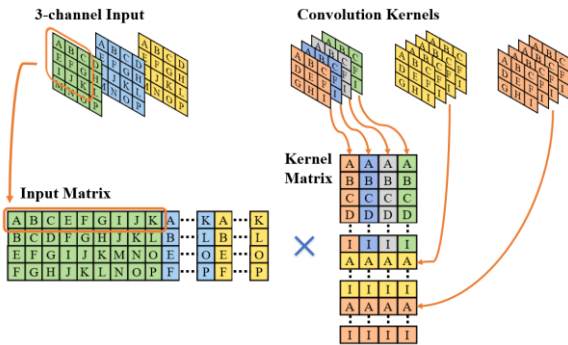 3-channel Input
Convolution Kernels
A B C D
E F G H
I J K L
M N O P
A B C D
E F G H
I J K L
M N O P
A B C
D E F
G H I
A B C
D E F
G H I
A B C
D E F
G H I
Kernel
Matrix
Input Matrix
A B C E F G I J K A ... K A ... K
B C D F G H J K L B ... L B ... L
E F G I J K M N O E ... O E ... O
F G H J K L N O P F ... P F ... P
×
A A A A
B B B B
C C C C
D D D D
I I I I
A A A A
I I I I
A A A A
I I I I